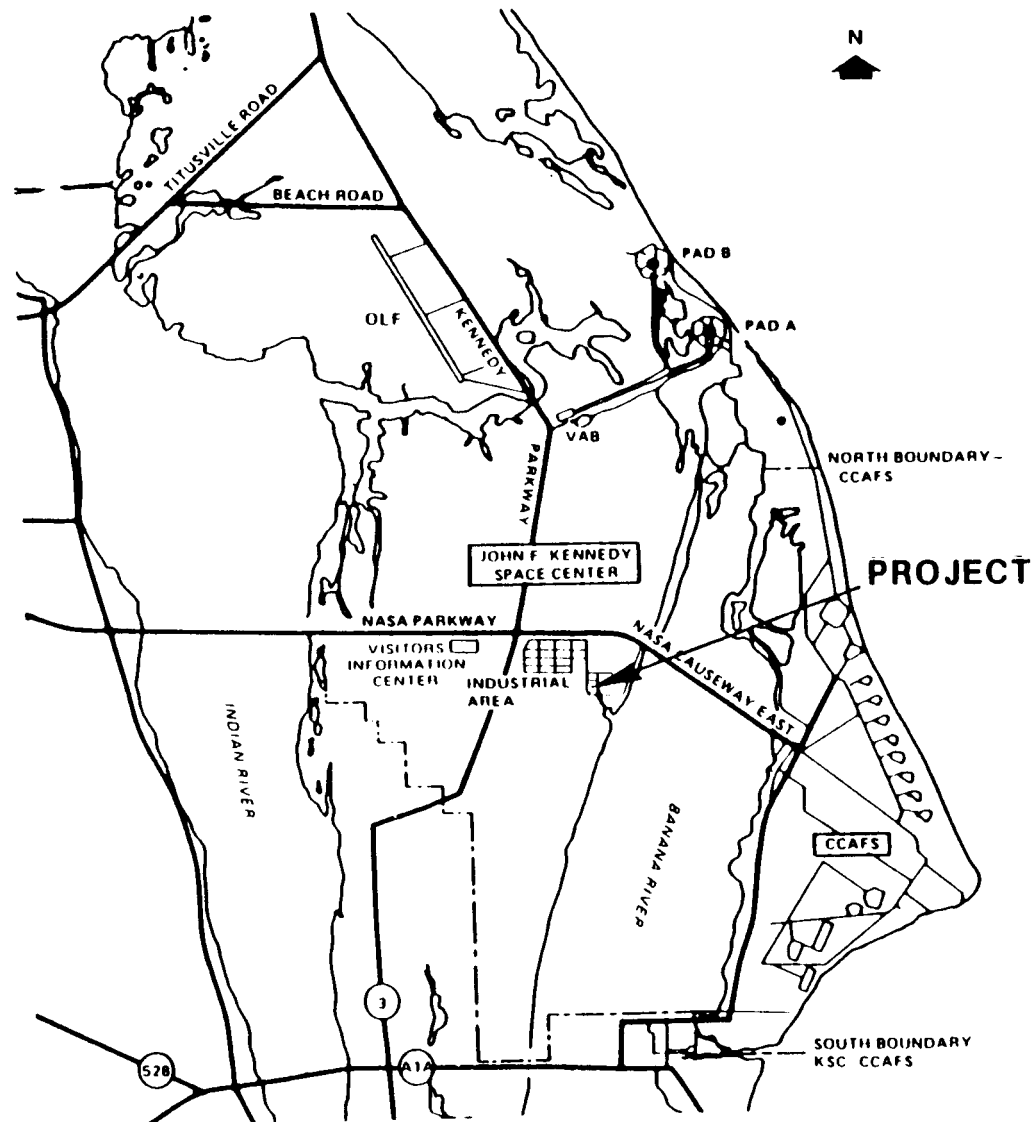 N
TITUSVILLE ROAD
BEACH ROAD
PAD B
PAD A
OLF
KENNEDY
VAB
PARKWAY
NORTH BOUNDARY-
CCAFS
JOHN F. KENNEDY
SPACE CENTER
PROJECT
NASA PARKWAY
VISITORS
INFORMATION
CENTER
INDUSTRIAL
AREA
NASA CAUSEWAY EAST
INDIAN RIVER
BANANA RIVER
CCAFS
3
528
A1A
SOUTH BOUNDARY
KSC CCAFS